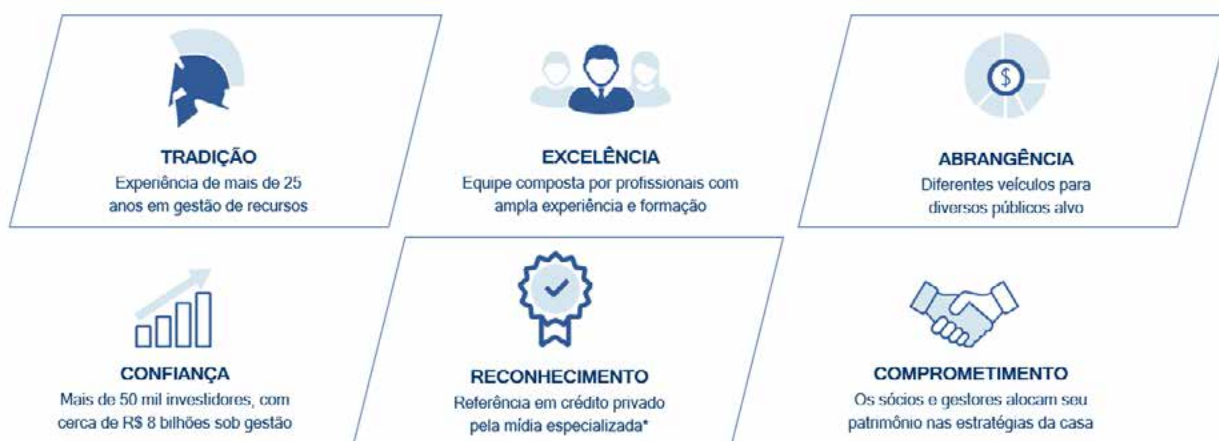 $
TRADIÇÃO
Experiência de mais de 25
anos em gestão de recursos
EXCELÊNCIA
Equipe composta por profissionais com
ampla experiência e formação
ABRANGÊNCIA
Diferentes veículos para
diversos públicos alvo
CONFIANÇA
Mais de 50 mil investidores, com
cerca de R$ 8 bilhões sob gestão
RECONHECIMENTO
Referência em crédito privado
pela mídia especializada*
COMPROMETIMENTO
Os sócios e gestores alocam seu
patrimônio nas estratégias da casa